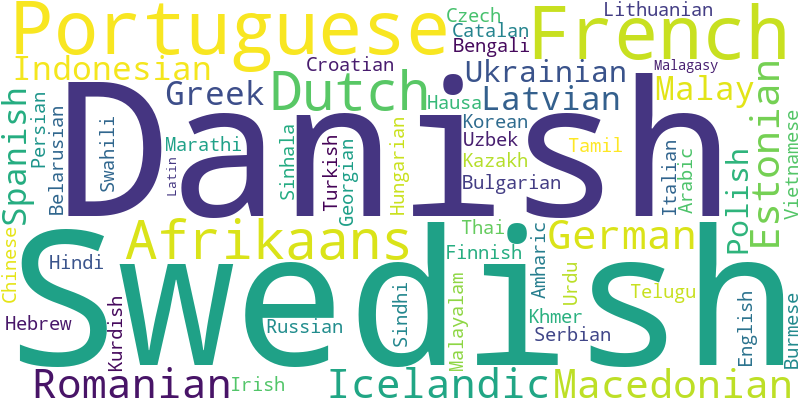 Portuguese
Czech
Catalan
Bengali
French
Lithuanian
Indonesian
Croatian
Ukrainian
Malagasy
Greek
Dutch
Hausa
Latvian
Malay
Spanish
Persian
Belarusian
Swahili
Danish
Marathi
Latin
Sinhala
Turkish
Georgian
Hungarian
Korean
Uzbek
Kazakh
Bulgarian
Tamil
Italian
Arabic
Polish
Estonian
Vietnamese
Chinese
Afrikaans
Thai
Finnish
German
Amharic
Hindi
Swedish
Urdu
Telugu
Hebrew
Kurdish
Russian
Sindhi
Malayalam
Khmer
Serbian
English
Burmese
Romanian
Irish
Icelandic
Macedonian